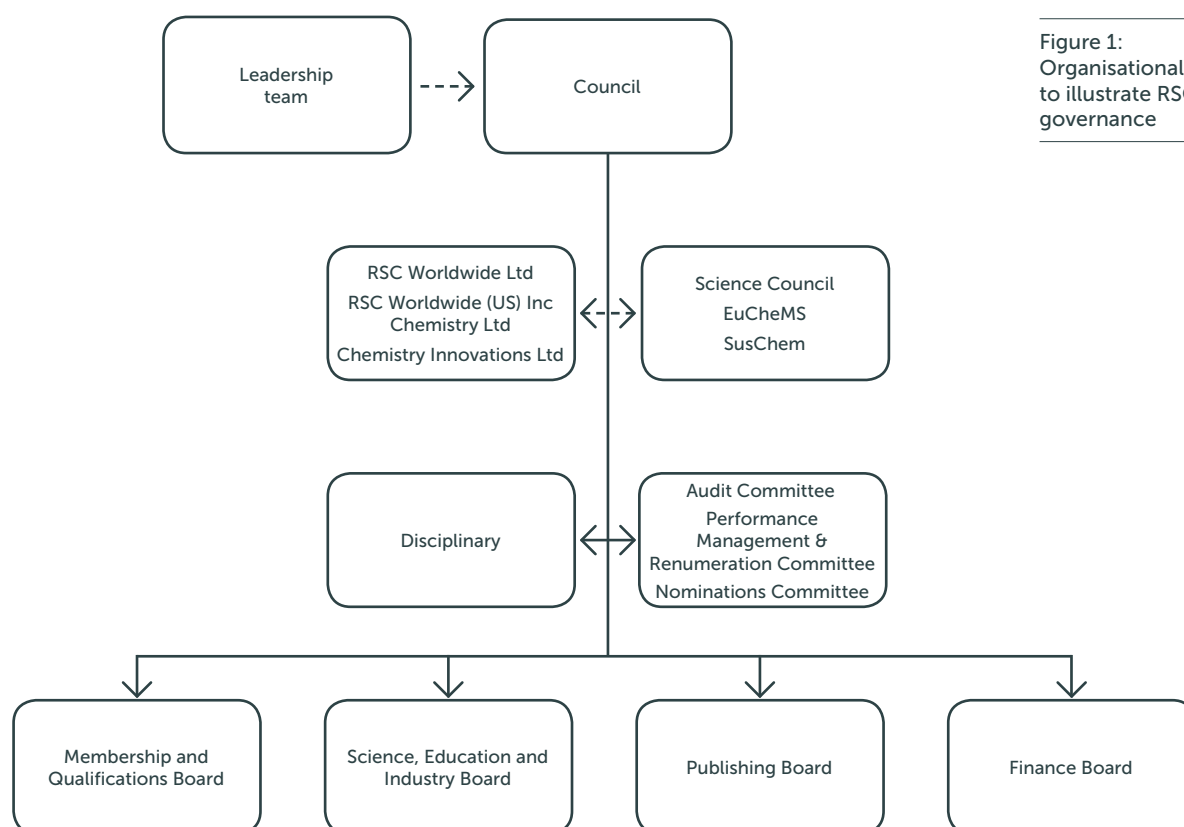 Leadership
team
Council
Figure 1:
Organisational
to illustrate RSC
governance
RSC Worldwide Ltd
RSC Worldwide (US) Inc
Chemistry Ltd
Chemistry Innovations Ltd
Science Council
EuCheMS
SusChem
Disciplinary
Audit Committee
Performance
Management &
Renumeration Committee
Nominations Committee
Membership and
Qualifications Board
Science, Education and
Industry Board
Publishing Board
Finance Board